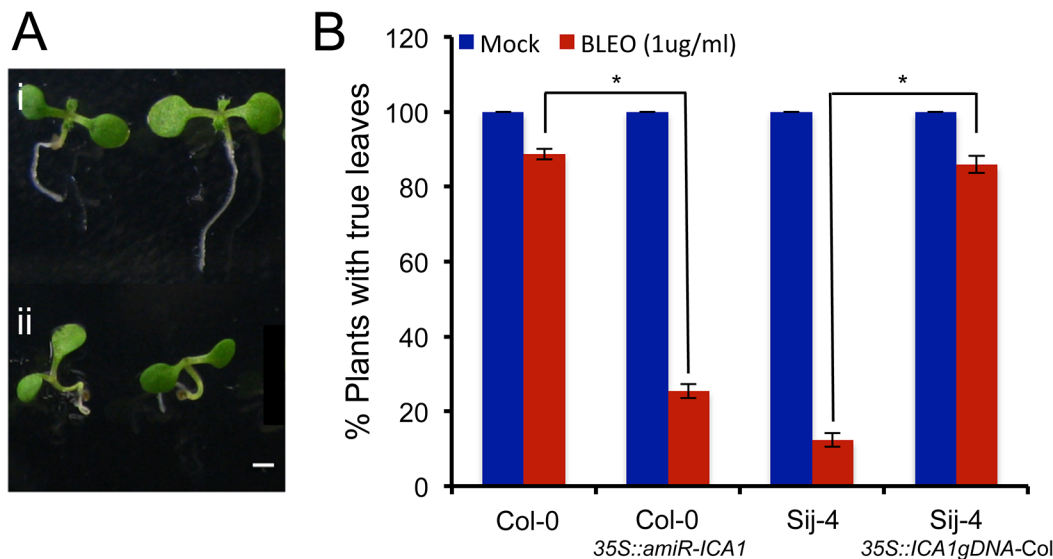 A
i
ii
B
Mock BLEO (1ug/ml)
% Plants with true leaves
120
100
80
60
40
20
0
*
*
Col-0 Col-0 Sij-4 Sij-4
35S::amiR-ICA1 35S::ICA1gDNA-Col